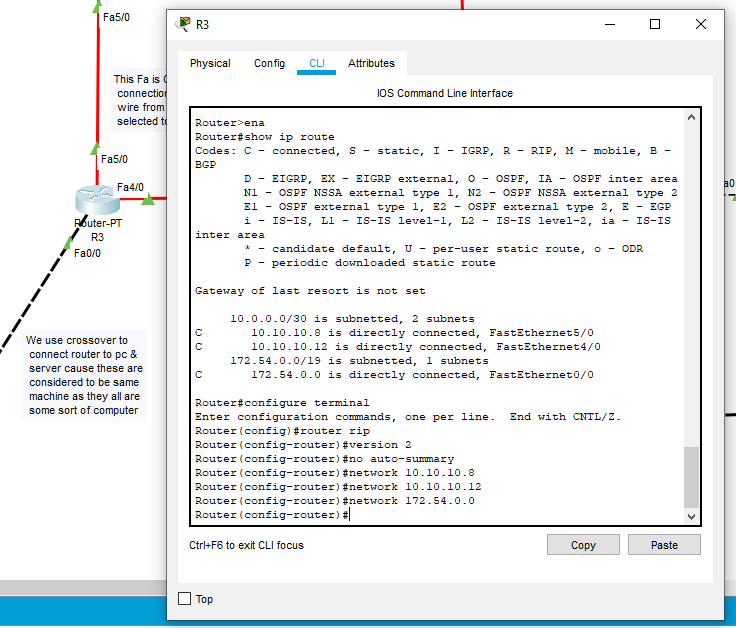 Fa5/0
This Fa is
connection
wire from
selected to
Fa5/0
Fa4/0
Router-PT
R3
Fa0/0
We use crossover to
connect router to pc &
server cause these are
considered to be same
machine as they all are
some sort of computer
R3
Physical Config CLI Attributes
IOS Command Line Interface
Router>ena
Router#show ip route
Codes: C - connected, S - static, I - IGRP, R - RIP, M - mobile, B -
BGP
D - EIGRP, EX - EIGRP external, O - OSPF, IA - OSPF inter area
N1 - OSPF NSSA external type 1, N2 - OSPF NSSA external type 2
E1 - OSPF external type 1, E2 - OSPF external type 2, E - EGP
i - IS-IS, L1 - IS-IS level-1, L2 - IS-IS level-2, ia - IS-IS
inter area
* - candidate default, U - per-user static route, o - ODR
P - periodic downloaded static route
Gateway of last resort is not set
10.0.0.0/30 is subnetted, 2 subnets
C 10.10.10.8 is directly connected, FastEthernet5/0
C 10.10.10.12 is directly connected, FastEthernet4/0
172.54.0.0/19 is subnetted, 1 subnets
C 172.54.0.0 is directly connected, FastEthernet0/0
Router#configure terminal
Enter configuration commands, one per line. End with CNTL/Z.
Router(config)#router rip
Router(config-router)#version 2
Router(config-router)#no auto-summary
Router(config-router)#network 10.10.10.8
Router(config-router)#network 10.10.10.12
Router(config-router)#network 172.54.0.0
Router(config-router)#
Ctrl+F6 to exit CLI focus
Copy Paste
Top